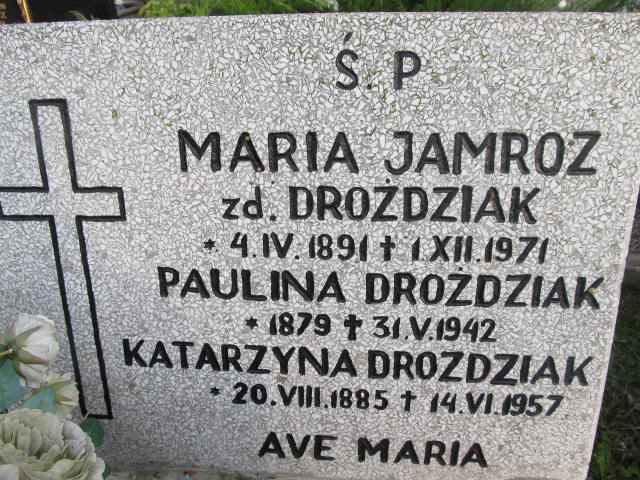 Ś. P
MARIA JAMROZ
zd. DROŻDZIAK
* 4.IV.1891 † 1.XII.1971
PAULINA DROŻDZIAK
* 1879 † 31.V.1942
KATARZYNA DROŻDZIAK
* 20.VIII.1885 † 14.VI.1957
AVE MARIA